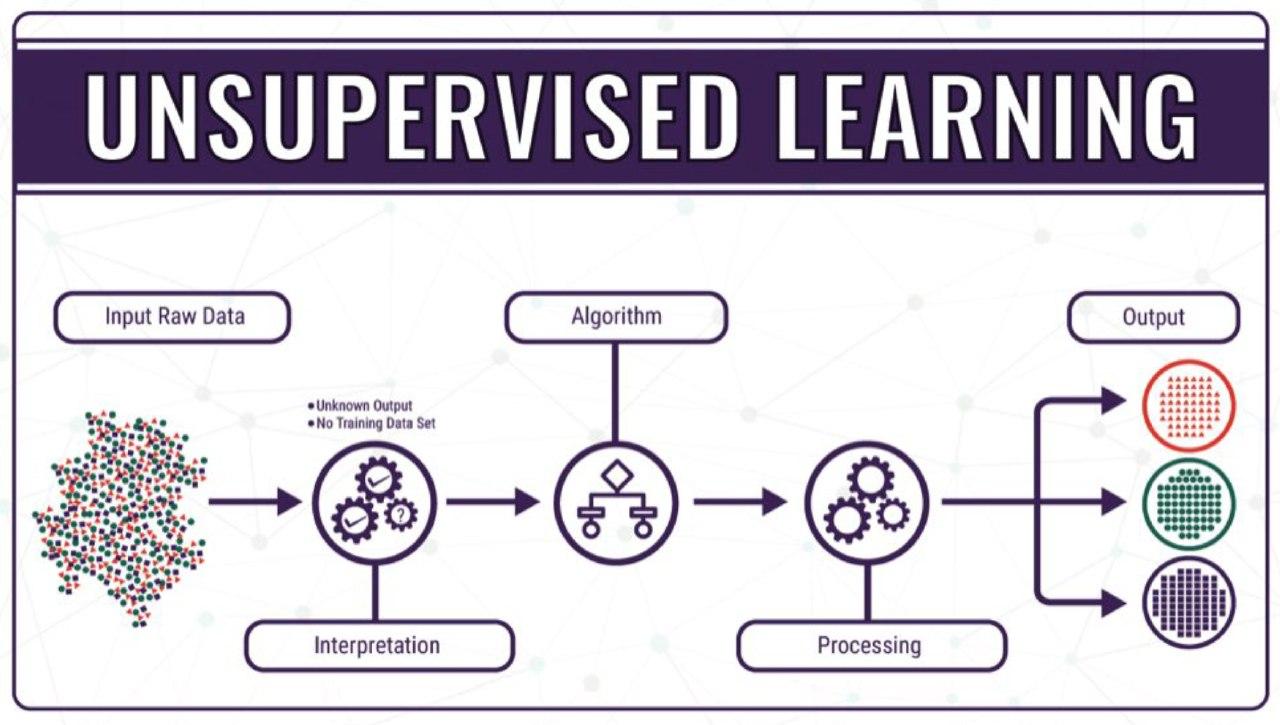 UNSUPERVISED LEARNING
Input Raw Data
Algorithm
Output
•Unknown Output
•No Training Data Set
?
Interpretation
Processing